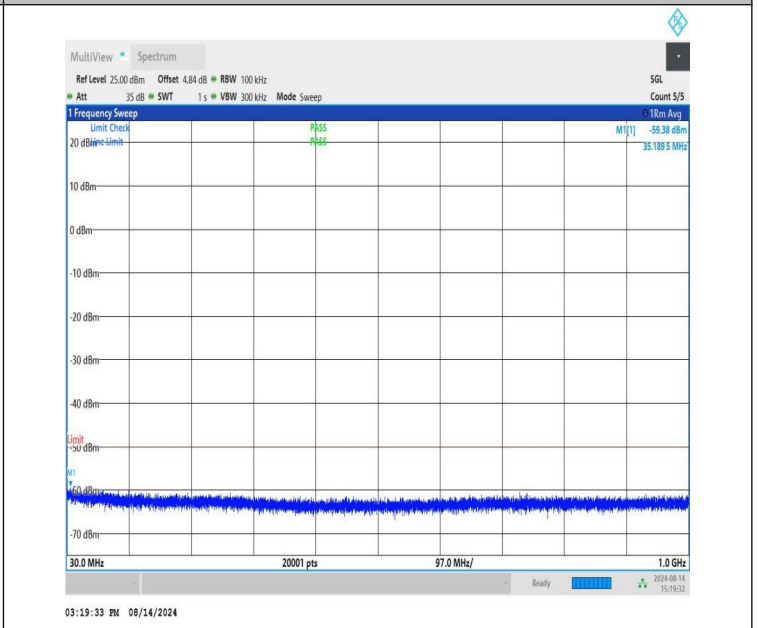 MultiView Spectrum
Ref Level 25.00 dBm Offset 4.84 dB RBW 100 kHz SGL
Att 35 dB SWT 1 s VBW 300 kHz Mode Sweep Count 5/5
1 Frequency Sweep 1Rm Avg
Limit Check PASS M1[1] -59.38 dBm
Line Limit PASS 35.189 5 MHz
20 dBm
10 dBm
0 dBm
-10 dBm
-20 dBm
-30 dBm
-40 dBm
Limit
-50 dBm
M1
-60 dBm
-70 dBm
30.0 MHz 20001 pts 97.0 MHz/ 1.0 GHz
Ready 2024-08-14
15:19:32
03:19:33 PM 08/14/2024